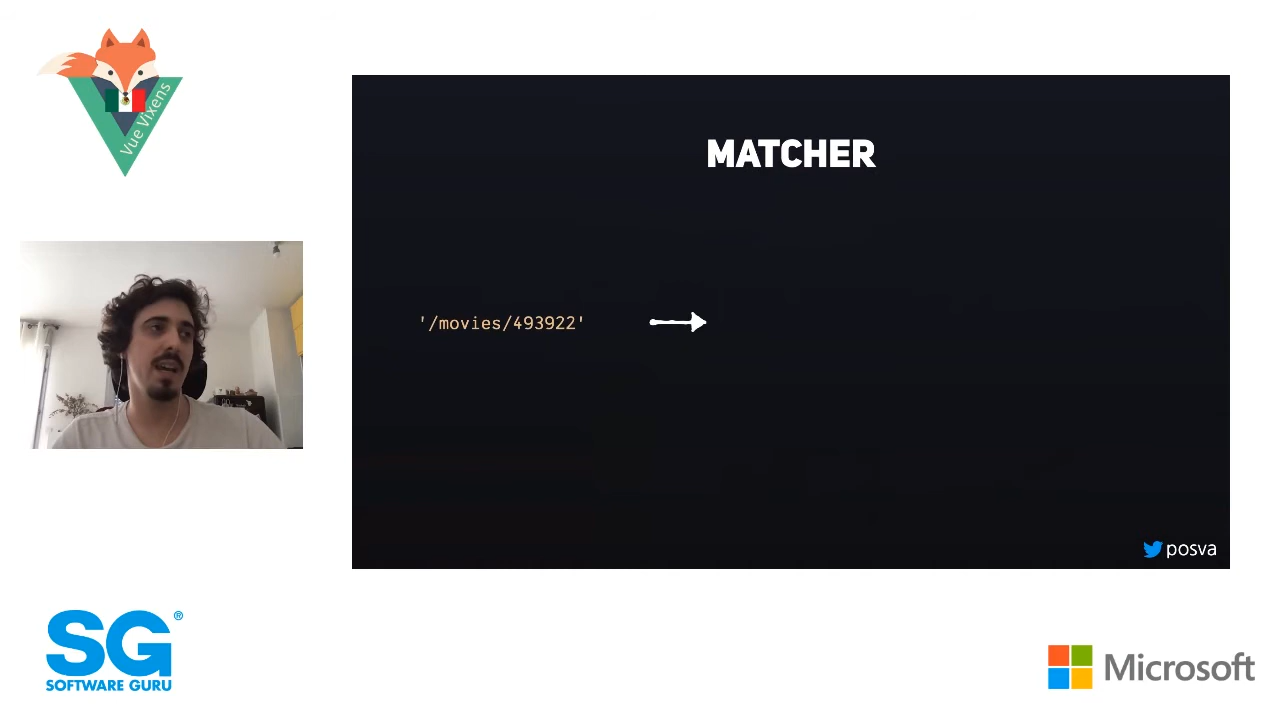 Vue Vixens
MATCHER
'/movies/493922'
posva
SG®
SOFTWARE GURU
Microsoft